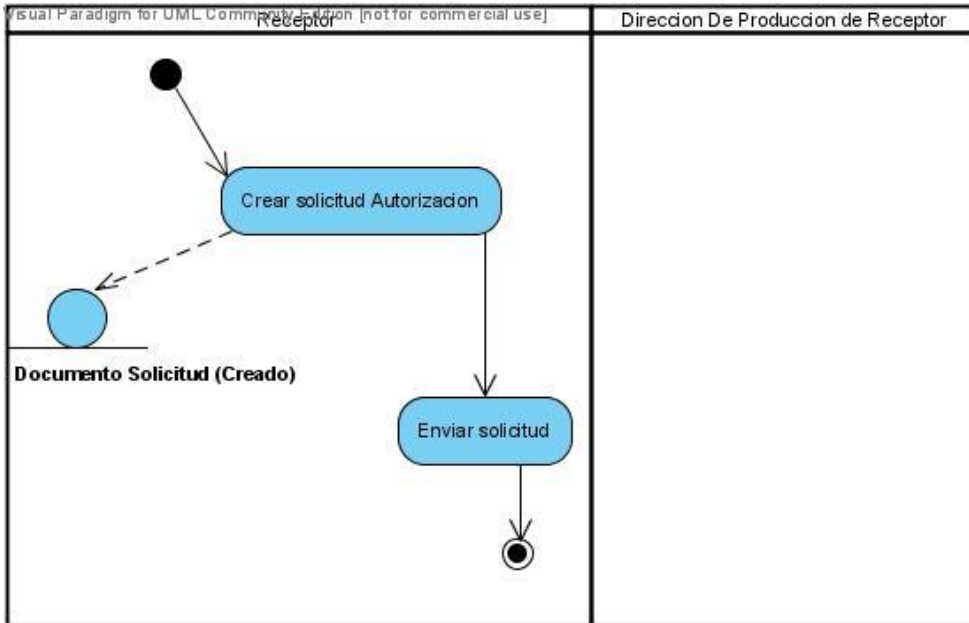 Visual Paradigm for UML Community Edition [not for commercial use]
Receptor
Direccion De Produccion de Receptor
Crear solicitud Autorizacion
Documento Solicitud (Creado)
Enviar solicitud